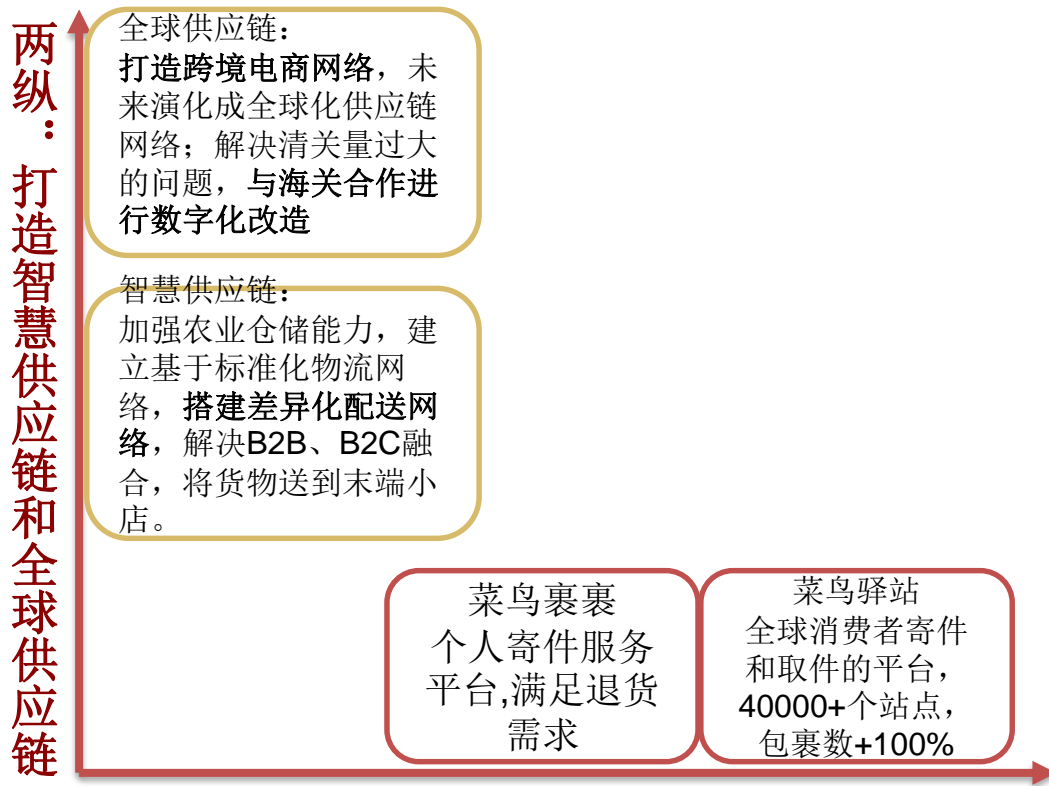 两纵：打造智慧供应链和全球供应链
全球供应链：
打造跨境电商网络，未
来演化成全球化供应链
网络；解决清关量过大
的问题，与海关合作进
行数字化改造
智慧供应链：
加强农业仓储能力，建
立基于标准化物流网
络，搭建差异化配送网
络，解决B2B、B2C融
合，将货物送到末端小
店。
菜鸟裹裹
个人寄件服务
平台,满足退货
需求
菜鸟驿站
全球消费者寄件
和取件的平台，
40000+个站点，
包裹数+100%